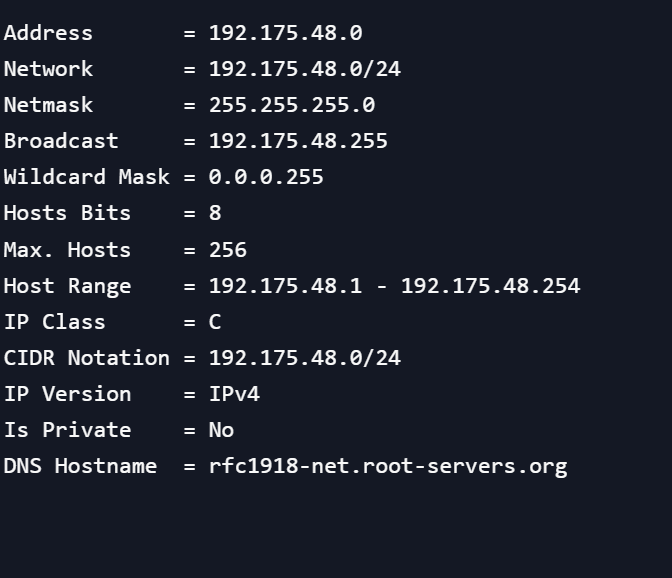 Address       = 192.175.48.0
Network       = 192.175.48.0/24
Netmask       = 255.255.255.0
Broadcast     = 192.175.48.255
Wildcard Mask = 0.0.0.255
Hosts Bits    = 8
Max. Hosts    = 256
Host Range    = 192.175.48.1 - 192.175.48.254
IP Class      = C
CIDR Notation = 192.175.48.0/24
IP Version    = IPv4
Is Private    = No
DNS Hostname  = rfc1918-net.root-servers.org